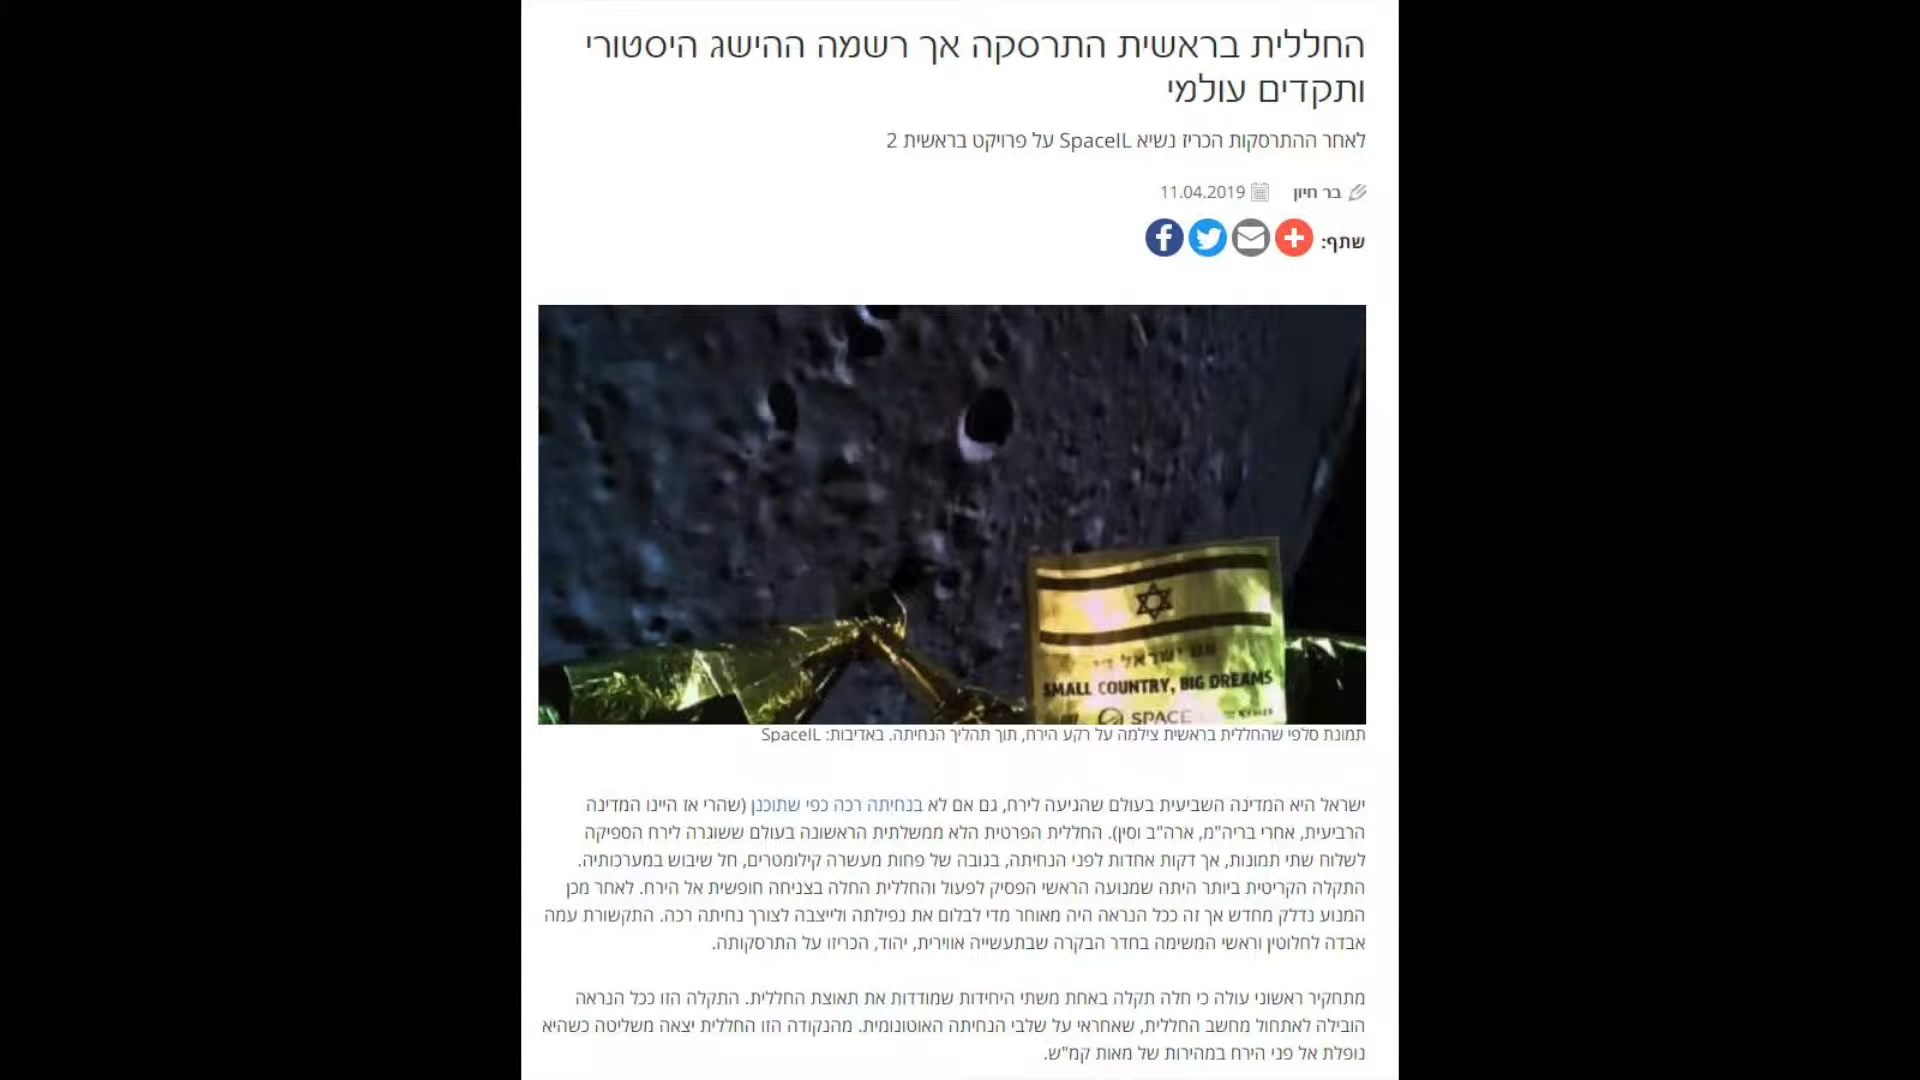 החללית בראשית התרסקה אך רשמה ההישג היסטורי
ותקדים עולמי
לאחר ההתרסקות הכריז נשיא SpaceIL על פרויקט בראשית 2
בר חיון 11.04.2019
שתף:
SMALL COUNTRY, BIG DREAMS
SPACE
תמונת סלפי שהחללית בראשית צילמה על רקע הירח, תוך תהליך הנחיתה. באדיבות: SpaceIL
ישראל היא המדינה השביעית בעולם שהגיעה לירח, גם אם לא בנחיתה רכה כפי שתוכנן (שהרי אז היינו המדינה
הרביעית, אחרי בריה"מ, ארה"ב וסין). החללית הפרטית הלא ממשלתית הראשונה בעולם ששוגרה לירח הספיקה
לשלוח שתי תמונות, אך דקות אחדות לפני הנחיתה, בגובה של פחות מעשרה קילומטרים, חל שיבוש במערכותיה.
התקלה הקריטית ביותר היתה שמנועה הראשי הפסיק לפעול והחללית החלה בצניחה חופשית אל הירח. לאחר מכן
המנוע נדלק מחדש אך זה ככל הנראה היה מאוחר מדי לבלום את נפילתה ולייצבה לצורך נחיתה רכה. התקשורת עמה
אבדה לחלוטין וראשי המשימה בחדר הבקרה שבתעשייה אווירית, יהוד, הכריזו על התרסקותה.
מתחקיר ראשוני עולה כי חלה תקלה באחת משתי היחידות שמודדות את תאוצת החללית. התקלה הזו ככל הנראה
הובילה לאתחול מחשב החללית, שאחראי על שלבי הנחיתה האוטונומית. מהנקודה הזו החללית יצאה משליטה כשהיא
נופלת אל פני הירח במהירות של מאות קמ"ש.